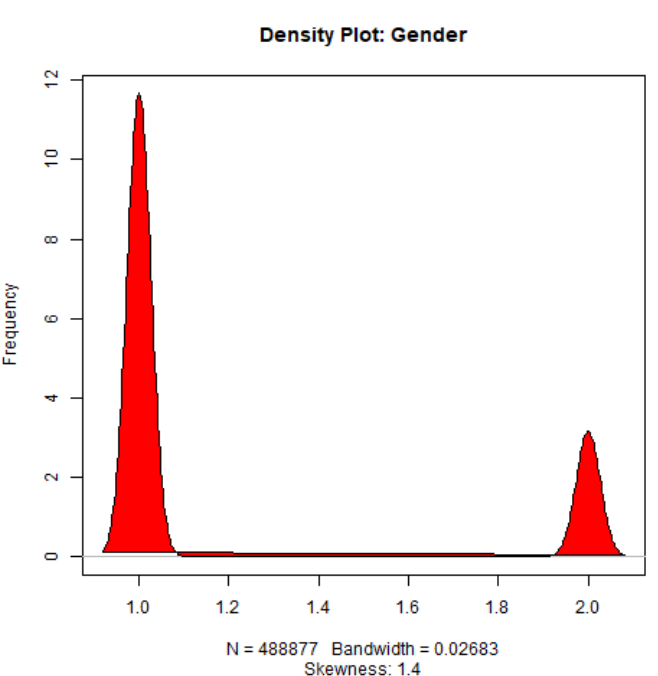 Density Plot: Gender
Frequency
12
10
8
6
4
2
0
1.0 1.2 1.4 1.6 1.8 2.0
N = 488877 Bandwidth = 0.02683
Skewness: 1.4